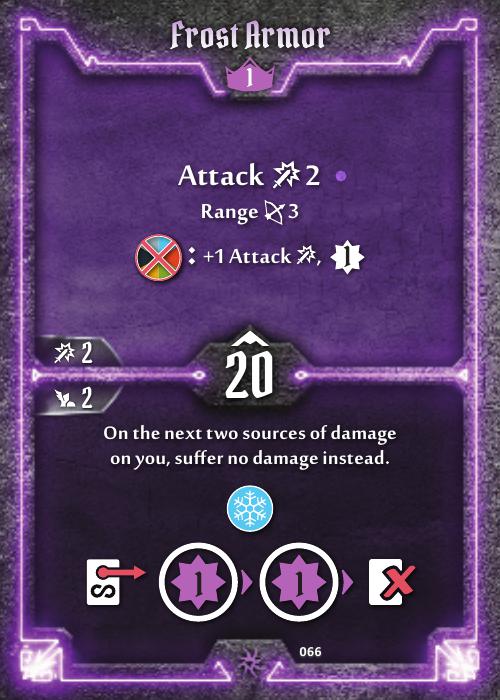 Frost Armor
1
Attack 2
Range 3
: +1 Attack , 1
2
20
2
On the next two sources of damage
on you, suffer no damage instead.
S 1 1
066